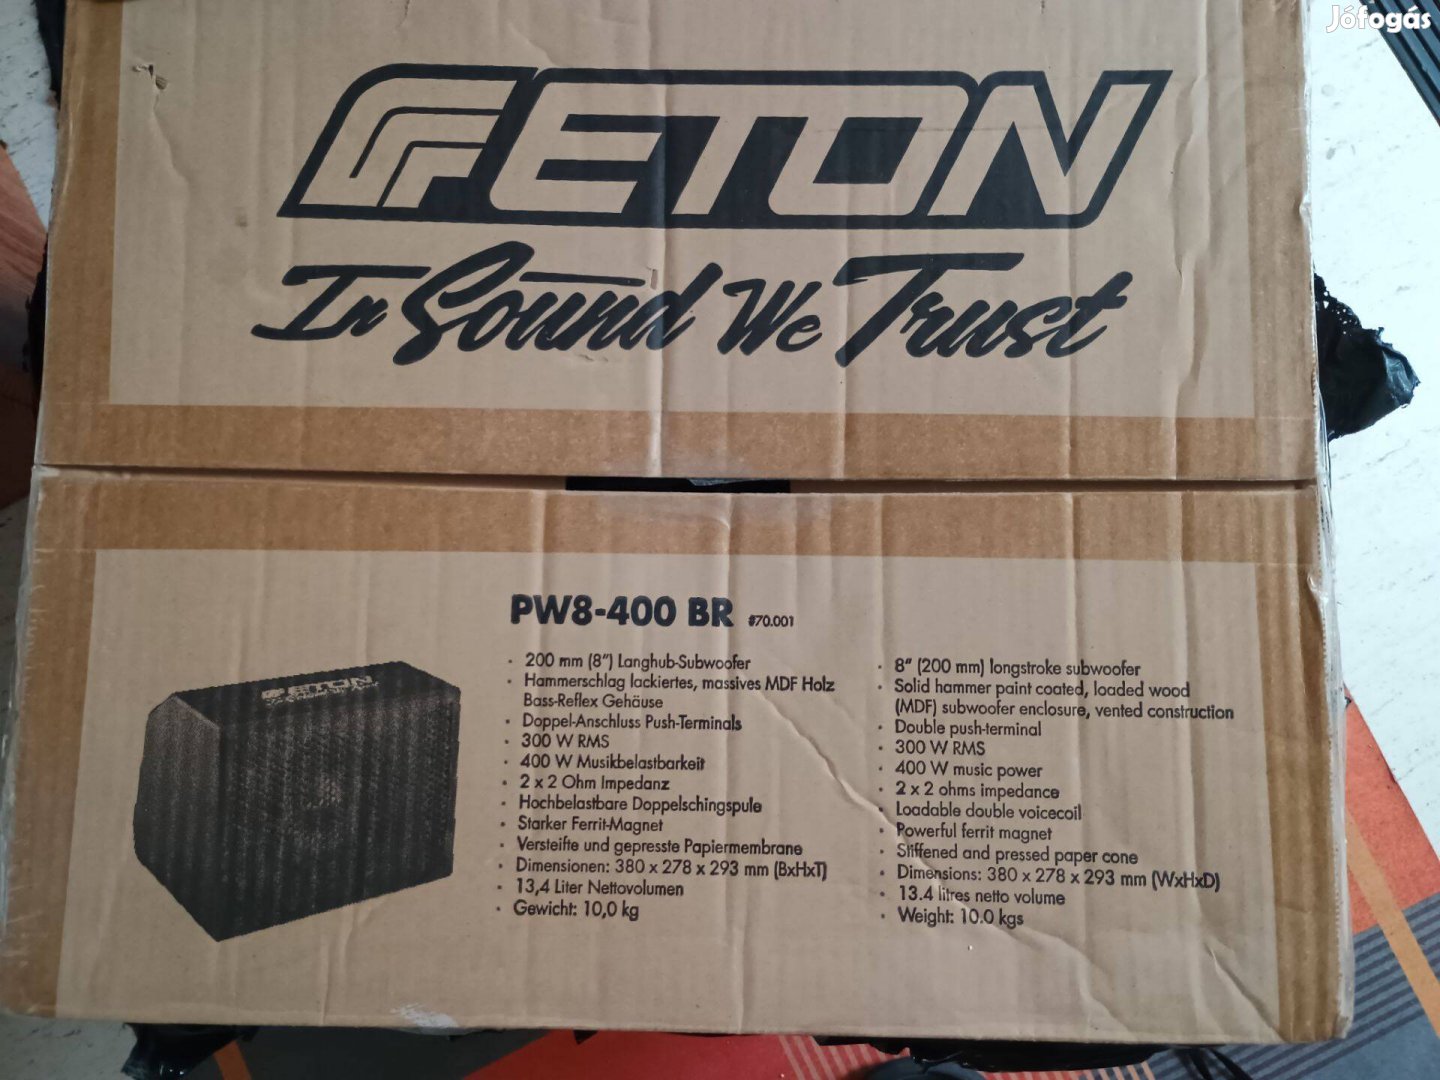 Jófogás
ETON
In Sound We Trust
PW8-400 BR #70.001
ETON
In Sound We Trust
· 200 mm (8") Langhub-Subwoofer
· Hammerschlag lackiertes, massives MDF Holz
Bass-Reflex Gehäuse
· Doppel-Anschluss Push-Terminals
· 300 W RMS
· 400 W Musikbelastbarkeit
· 2 x 2 Ohm Impedanz
· Hochbelastbare Doppelschingspule
· Starker Ferrit-Magnet
· Versteifte und gepresste Papiermembrane
· Dimensionen: 380 x 278 x 293 mm (BxHxT)
· 13,4 Liter Nettovolumen
· Gewicht: 10,0 kg
· 8" (200 mm) longstroke subwoofer
· Solid hammer paint coated, loaded wood
(MDF) subwoofer enclosure, vented construction
· Double push-terminal
· 300 W RMS
· 400 W music power
· 2 x 2 ohms impedance
· Loadable double voicecoil
· Powerful ferrit magnet
· Stiffened and pressed paper cone
· Dimensions: 380 x 278 x 293 mm (WxHxD)
· 13.4 litres netto volume
· Weight: 10.0 kgs